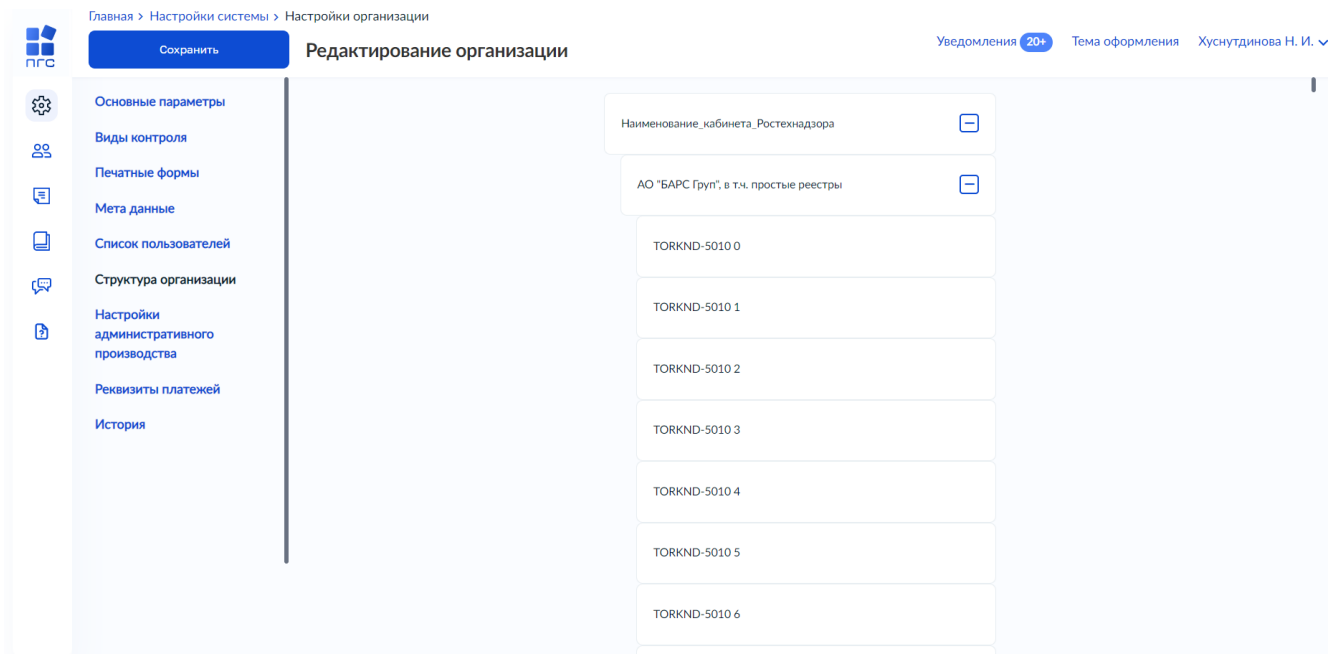 Главная > Настройки системы > Настройки организации
ПГС
Сохранить
Редактирование организации
Уведомления 20+
Тема оформления
Хуснутдинова Н. И.
Основные параметры
Виды контроля
Печатные формы
Мета данные
Список пользователей
Структура организации
Настройки
административного
производства
Реквизиты платежей
История
Наименование_кабинета_Ростехнадзора
АО "БАРС Груп", в т.ч. простые реестры
TORKND-5010 0
TORKND-5010 1
TORKND-5010 2
TORKND-5010 3
TORKND-5010 4
TORKND-5010 5
TORKND-5010 6